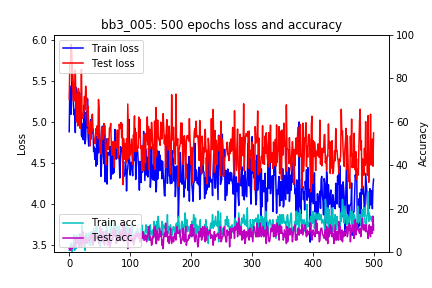 bb3_005: 500 epochs loss and accuracy
6.0
5.5
5.0
4.5
4.0
3.5
Loss
Train loss
Test loss
Train acc
Test acc
0
100
200
300
400
500
100
80
60
40
20
0
Accuracy